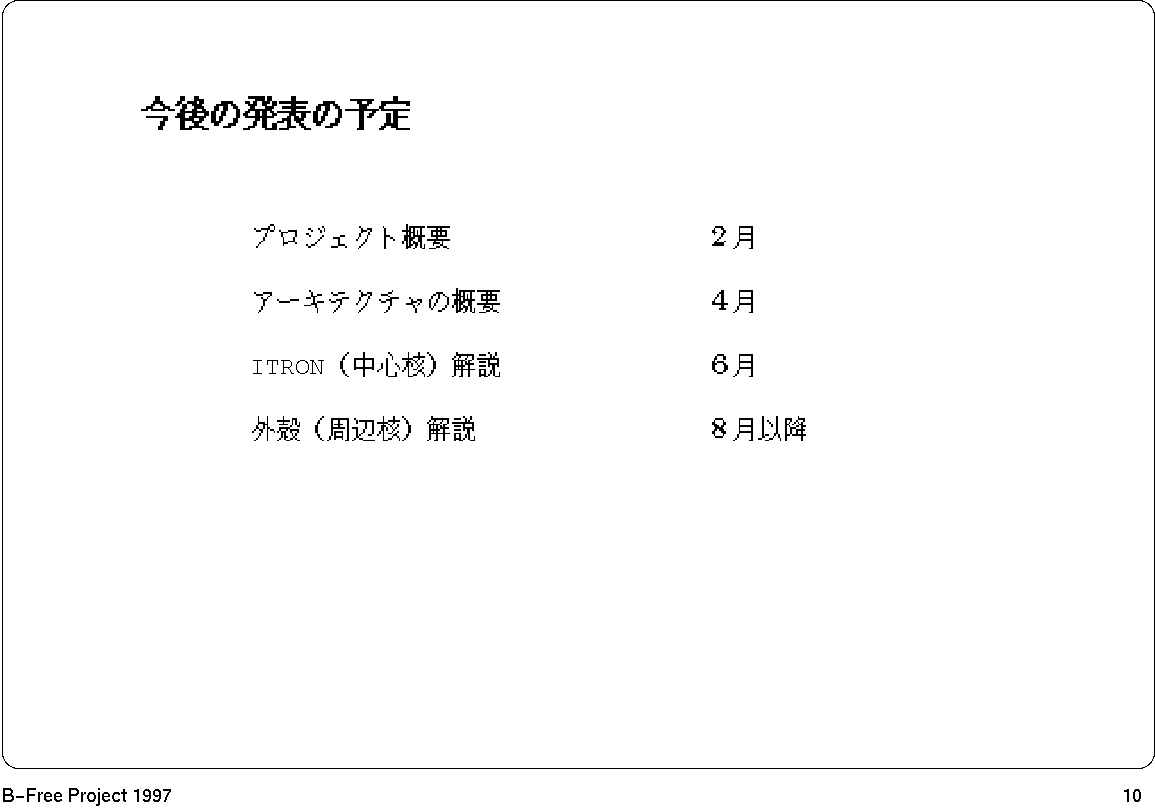 今後の発表の予定
プロジェクト概要 2月
アーキテクチャの概要 4月
ITRON（中心核）解説 6月
外殻（周辺核）解説 8月以降
B-Free Project 1997 10